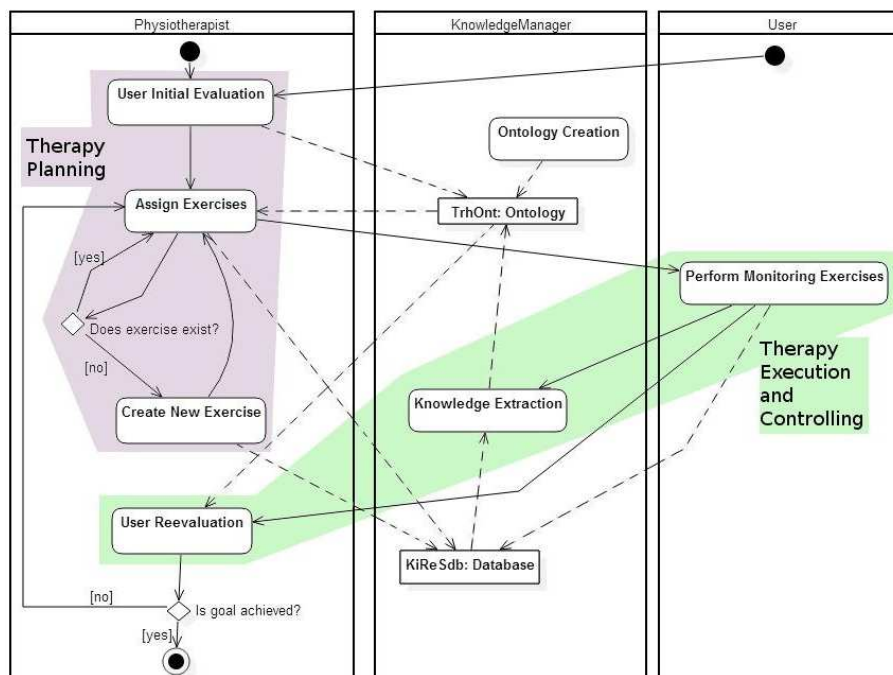 Physiotherapist
KnowledgeManager
User
User Initial Evaluation
Ontology Creation
Therapy
Planning
Assign Exercises
TrhOnt: Ontology
[yes]
Perform Monitoring Exercises
Does exercise exist?
[no]
Therapy
Execution
and
Controlling
Create New Exercise
Knowledge Extraction
User Reevaluation
KiReSdb: Database
[no]
Is goal achieved?
[yes]